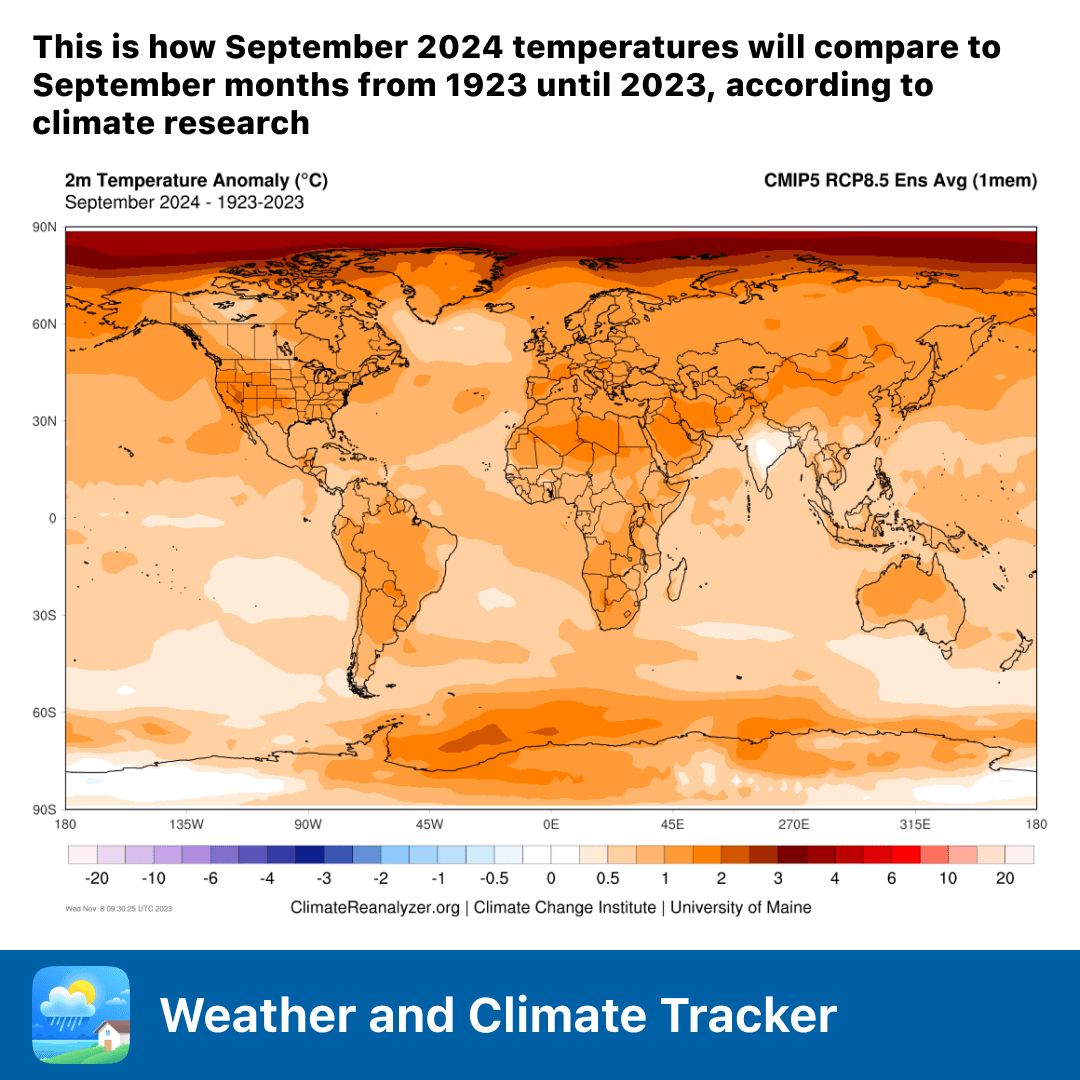 This is how September 2024 temperatures will compare to
September months from 1923 until 2023, according to
climate research
2m Temperature Anomaly (°C)
September 2024 - 1923-2023
CMIP5 RCP8.5 Ens Avg (1mem)
90N
60N
30N
0
30S
60S
90S
180 135W 90W 45W 0E 45E 270E 315E 180
-20 -10 -6 -4 -3 -2 -1 -0.5 0 0.5 1 2 3 4 6 10 20
Wed Nov 8 09:30:25 UTC 2023
ClimateReanalyzer.org | Climate Change Institute | University of Maine
Weather and Climate Tracker